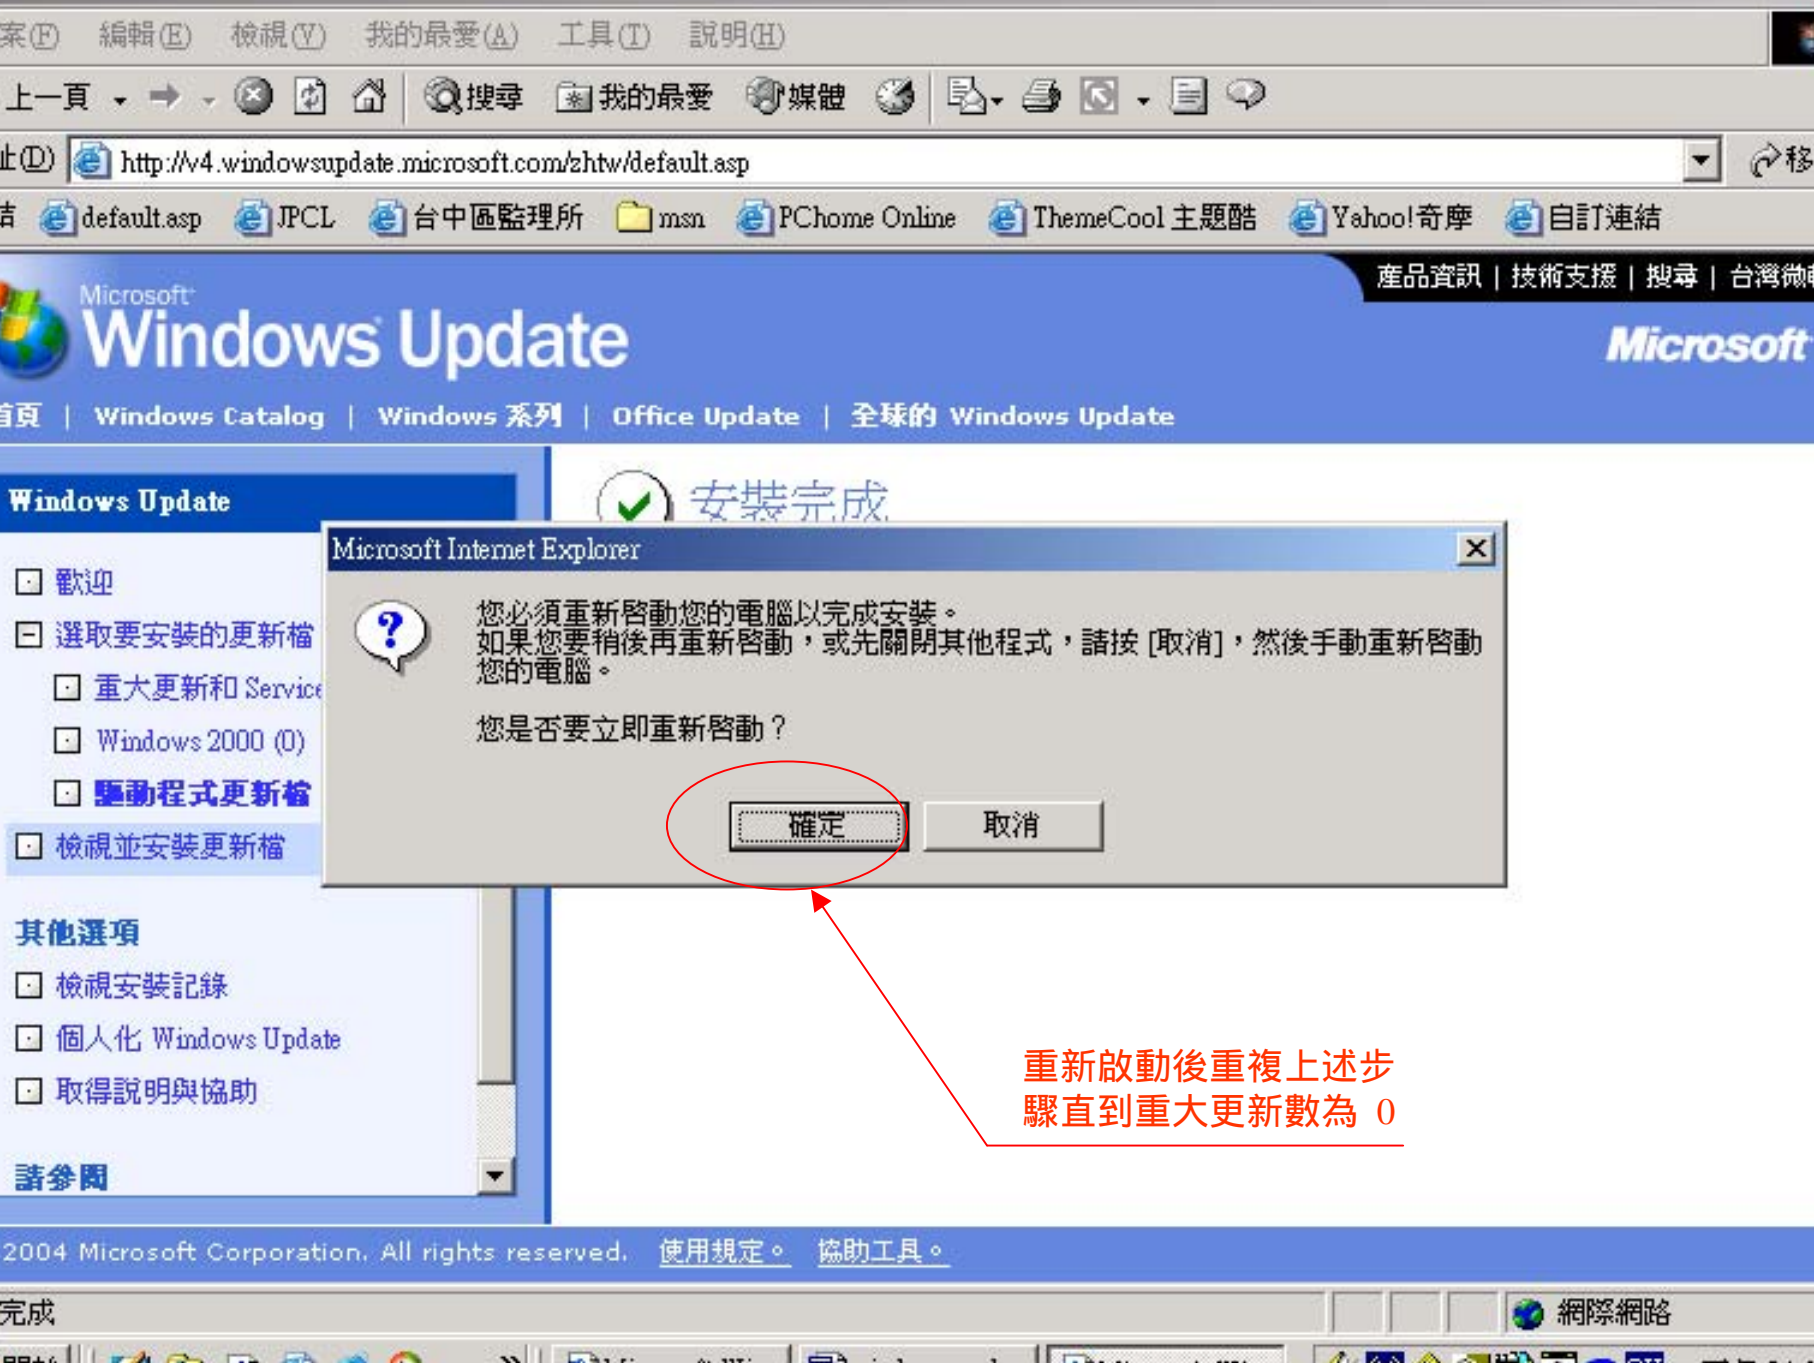 案(F) 編輯(E) 檢視(V) 我的最愛(A) 工具(T) 說明(H)
上一頁 搜尋 我的最愛 媒體
址(D) http://v4.windowsupdate.microsoft.com/zhtw/default.asp 移
結 default.asp JPCL 台中區監理所 msn PChome Online ThemeCool 主題酷 Yahoo!奇摩 自訂連結
產品資訊 | 技術支援 | 搜尋 | 台灣微軟
Microsoft
Windows Update
Microsoft
首頁 | Windows Catalog | Windows 系列 | Office Update | 全球的 Windows Update
Windows Update
歡迎
選取要安裝的更新檔
重大更新和 Service
Windows 2000 (0)
驅動程式更新檔
檢視並安裝更新檔
其他選項
檢視安裝記錄
個人化 Windows Update
取得說明與協助
請參閱
安裝完成
Microsoft Internet Explorer
您必須重新啓動您的電腦以完成安裝。
如果您要稍後再重新啓動，或先關閉其他程式，請按 [取消]，然後手動重新啓動
您的電腦。
您是否要立即重新啓動？
確定 取消
重新啟動後重複上述步
驟直到重大更新數為 0
2004 Microsoft Corporation. All rights reserved. 使用規定。 協助工具。
完成 網際網路